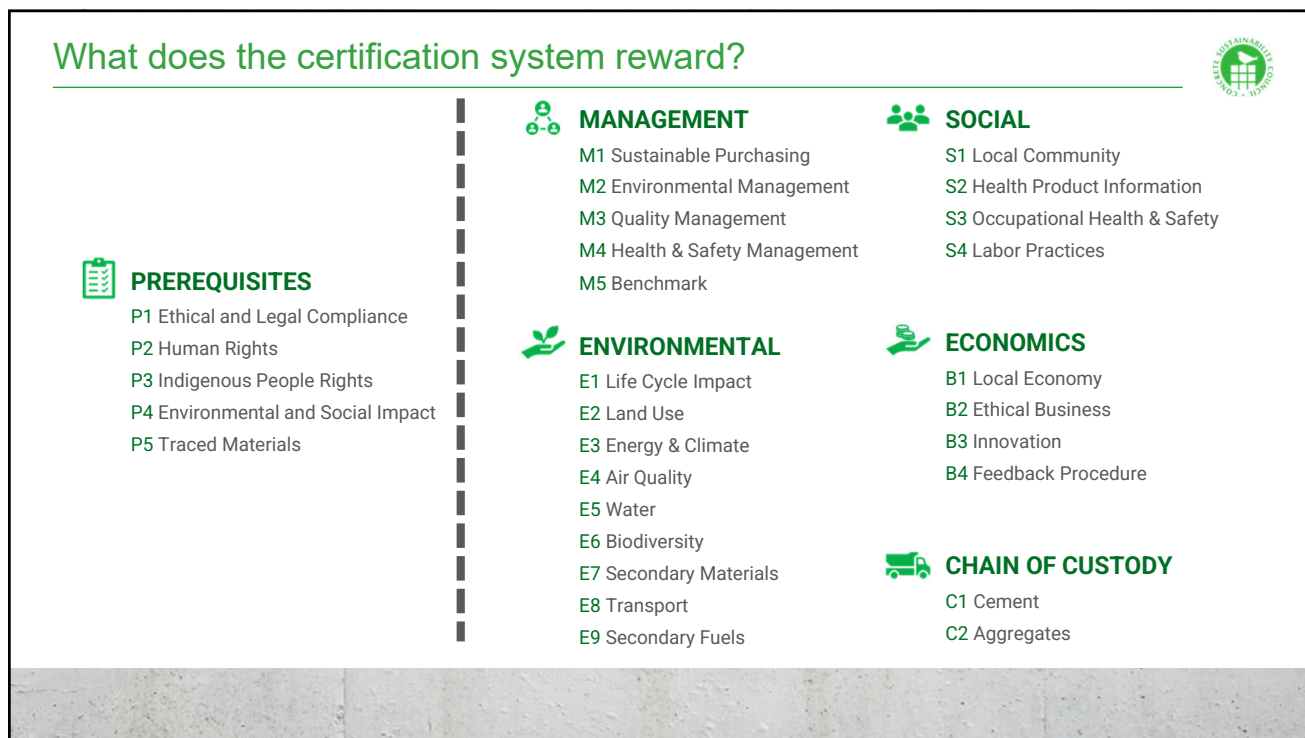 What does the certification system reward?
CONCRETE SUSTAINABILITY COUNCIL
PREREQUISITES
P1 Ethical and Legal Compliance
P2 Human Rights
P3 Indigenous People Rights
P4 Environmental and Social Impact
P5 Traced Materials
MANAGEMENT
M1 Sustainable Purchasing
M2 Environmental Management
M3 Quality Management
M4 Health & Safety Management
M5 Benchmark
ENVIRONMENTAL
E1 Life Cycle Impact
E2 Land Use
E3 Energy & Climate
E4 Air Quality
E5 Water
E6 Biodiversity
E7 Secondary Materials
E8 Transport
E9 Secondary Fuels
SOCIAL
S1 Local Community
S2 Health Product Information
S3 Occupational Health & Safety
S4 Labor Practices
ECONOMICS
B1 Local Economy
B2 Ethical Business
B3 Innovation
B4 Feedback Procedure
CHAIN OF CUSTODY
C1 Cement
C2 Aggregates